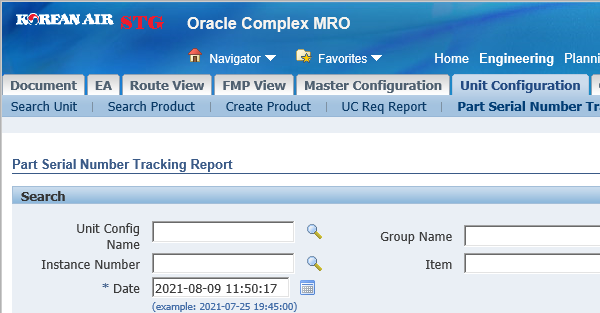 KOREAN AIR STG Oracle Complex MRO
Navigator Favorites Home Engineering Planni
Document EA Route View FMP View Master Configuration Unit Configuration
Search Unit | Search Product | Create Product | UC Req Report | Part Serial Number Tra
Part Serial Number Tracking Report
Search
Unit Config
Name
Group Name
Instance Number
Item
* Date 2021-08-09 11:50:17
(example: 2021-07-25 19:45:00)